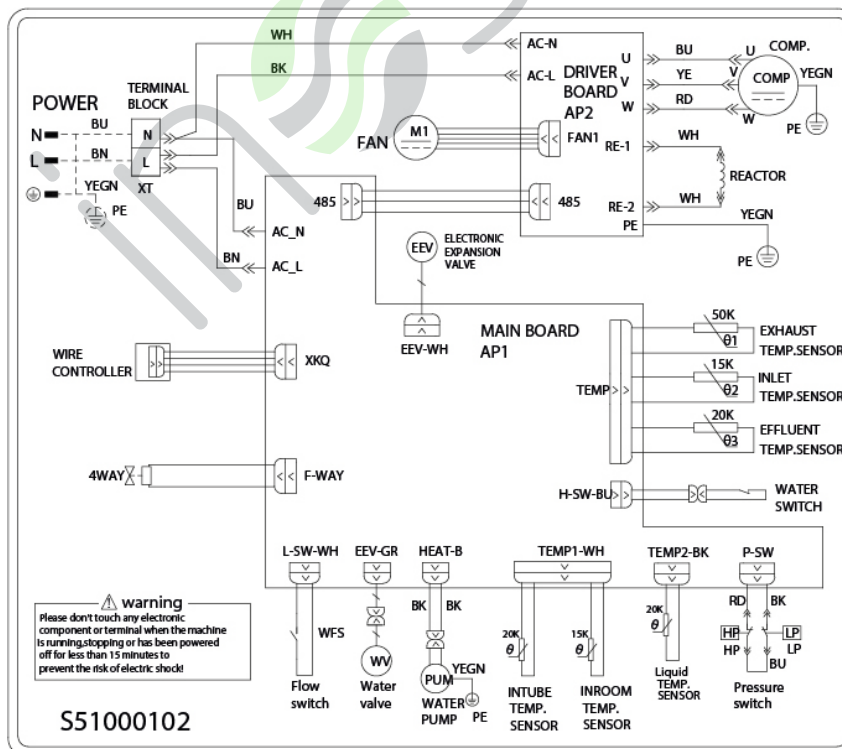 WH
AC-N
BK
AC-L
DRIVER
BOARD
AP2
U
V
W
BU
YE
RD
U
V
W
COMP.
COMP
YEGN
PE
POWER
TERMINAL
BLOCK
N
BU
N
L
BN
L
YEGN
PE
XT
FAN
M1
FAN1
RE-1
WH
REACTOR
RE-2
WH
PE
YEGN
PE
485
485
BU
AC_N
BN
AC_L
EEV
ELECTRONIC
EXPANSION
VALVE
EEV-WH
MAIN BOARD
AP1
TEMP
50K
θ1
EXHAUST
TEMP.SENSOR
15K
θ2
INLET
TEMP.SENSOR
20K
θ3
EFFLUENT
TEMP.SENSOR
WIRE
CONTROLLER
XKQ
4WAY
F-WAY
H-SW-BU
WATER
SWITCH
L-SW-WH
EEV-GR
HEAT-B
TEMP1-WH
TEMP2-BK
P-SW
WFS
Flow
switch
WV
Water
valve
BK
BK
PUM
YEGN
PE
WATER
PUMP
20K
θ
INTUBE
TEMP.
SENSOR
15K
θ
INROOM
TEMP.
SENSOR
20K
θ
Liquid
TEMP.
SENSOR
RD
BK
HP
LP
HP
LP
BU
Pressure
switch
warning
Please don't touch any electronic
component or terminal when the machine
is running,stopping or has been powered
off for less than 15 minutes to
prevent the risk of electric shock!
S51000102